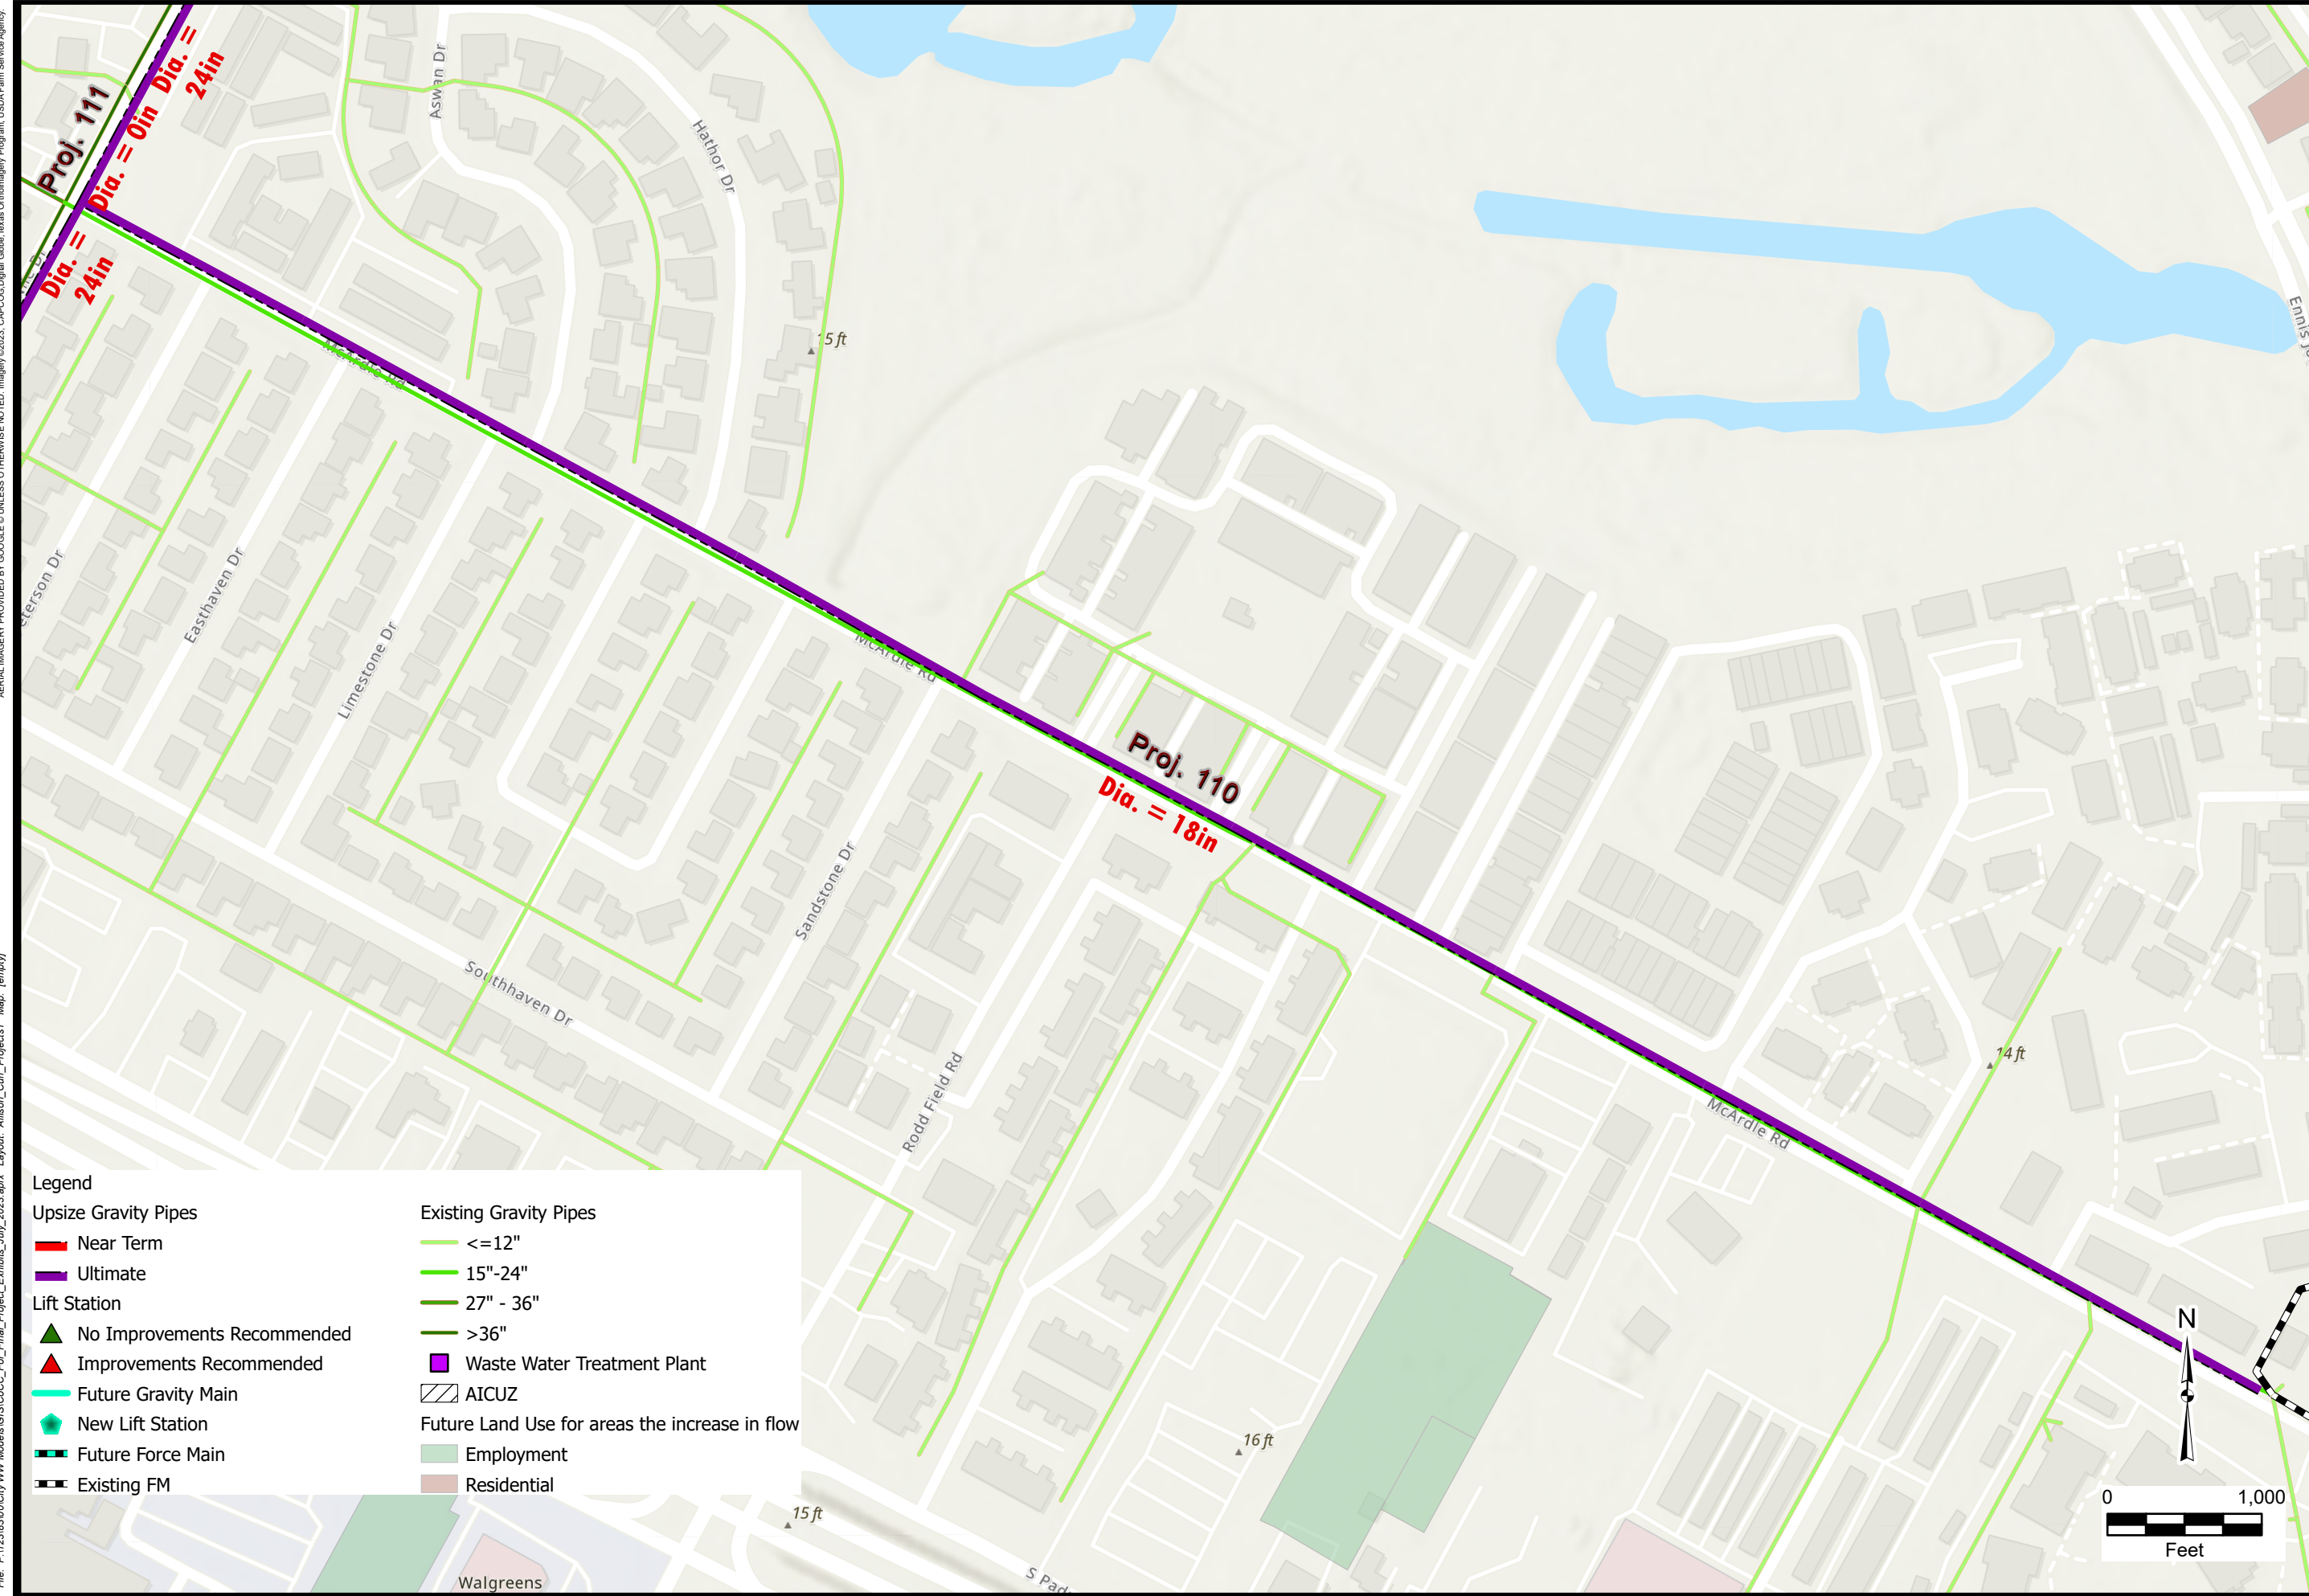 Dia. =
24in
Dia. = 0in
Proj. 111
Dia. =
24in
Aswan Dr
Hathor Dr
Ennis Jo
15 ft
McArdle Rd
Easthaven Dr
Limestone Dr
McArdle Rd
Proj. 110
Dia. = 18in
Sandstone Dr
Southhaven Dr
Rodd Field Rd
14 ft
McArdle Rd
16 ft
15 ft
S Pad
Walgreens
Legend
Upsize Gravity Pipes
Near Term
Ultimate
Lift Station
No Improvements Recommended
Improvements Recommended
Future Gravity Main
New Lift Station
Future Force Main
Existing FM
Existing Gravity Pipes
<=12"
15"-24"
27" - 36"
>36"
Waste Water Treatment Plant
AICUZ
Future Land Use for areas the increase in flow
Employment
Residential
N
0 1,000
Feet